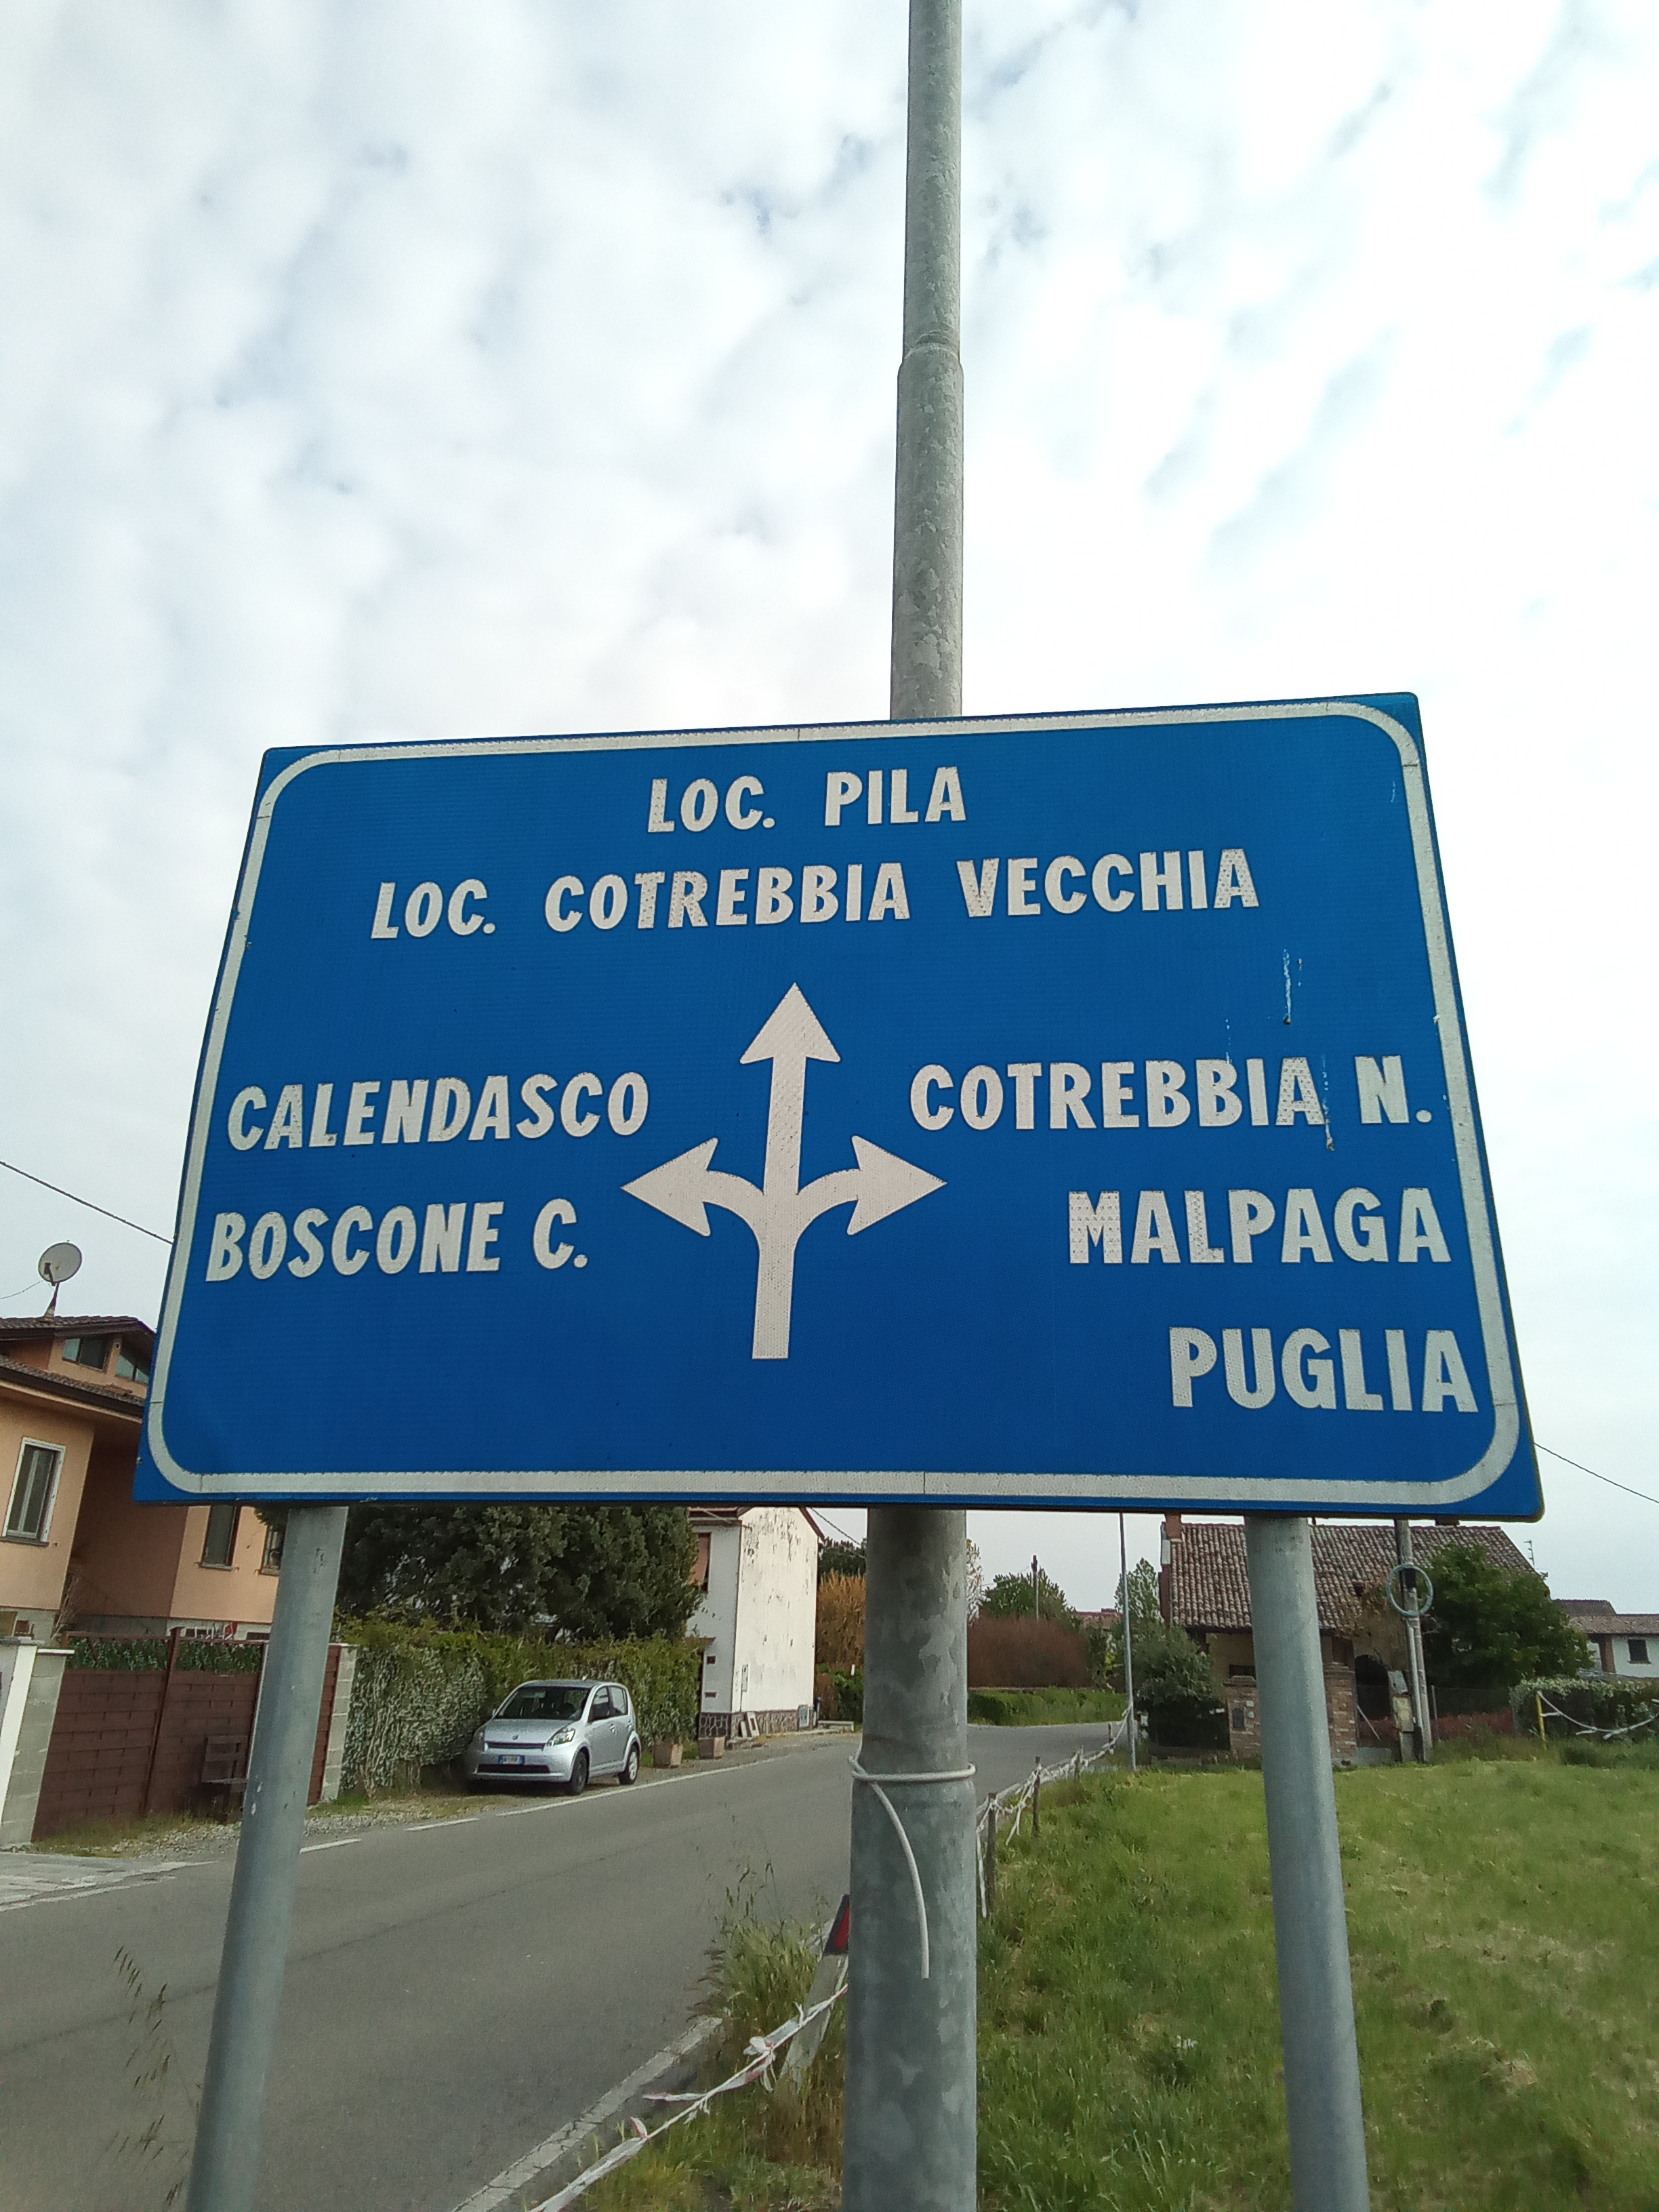 LOC. PILA
LOC. COTREBBIA VECCHIA
CALENDASCO
BOSCONE C.
COTREBBIA N.
MALPAGA
PUGLIA